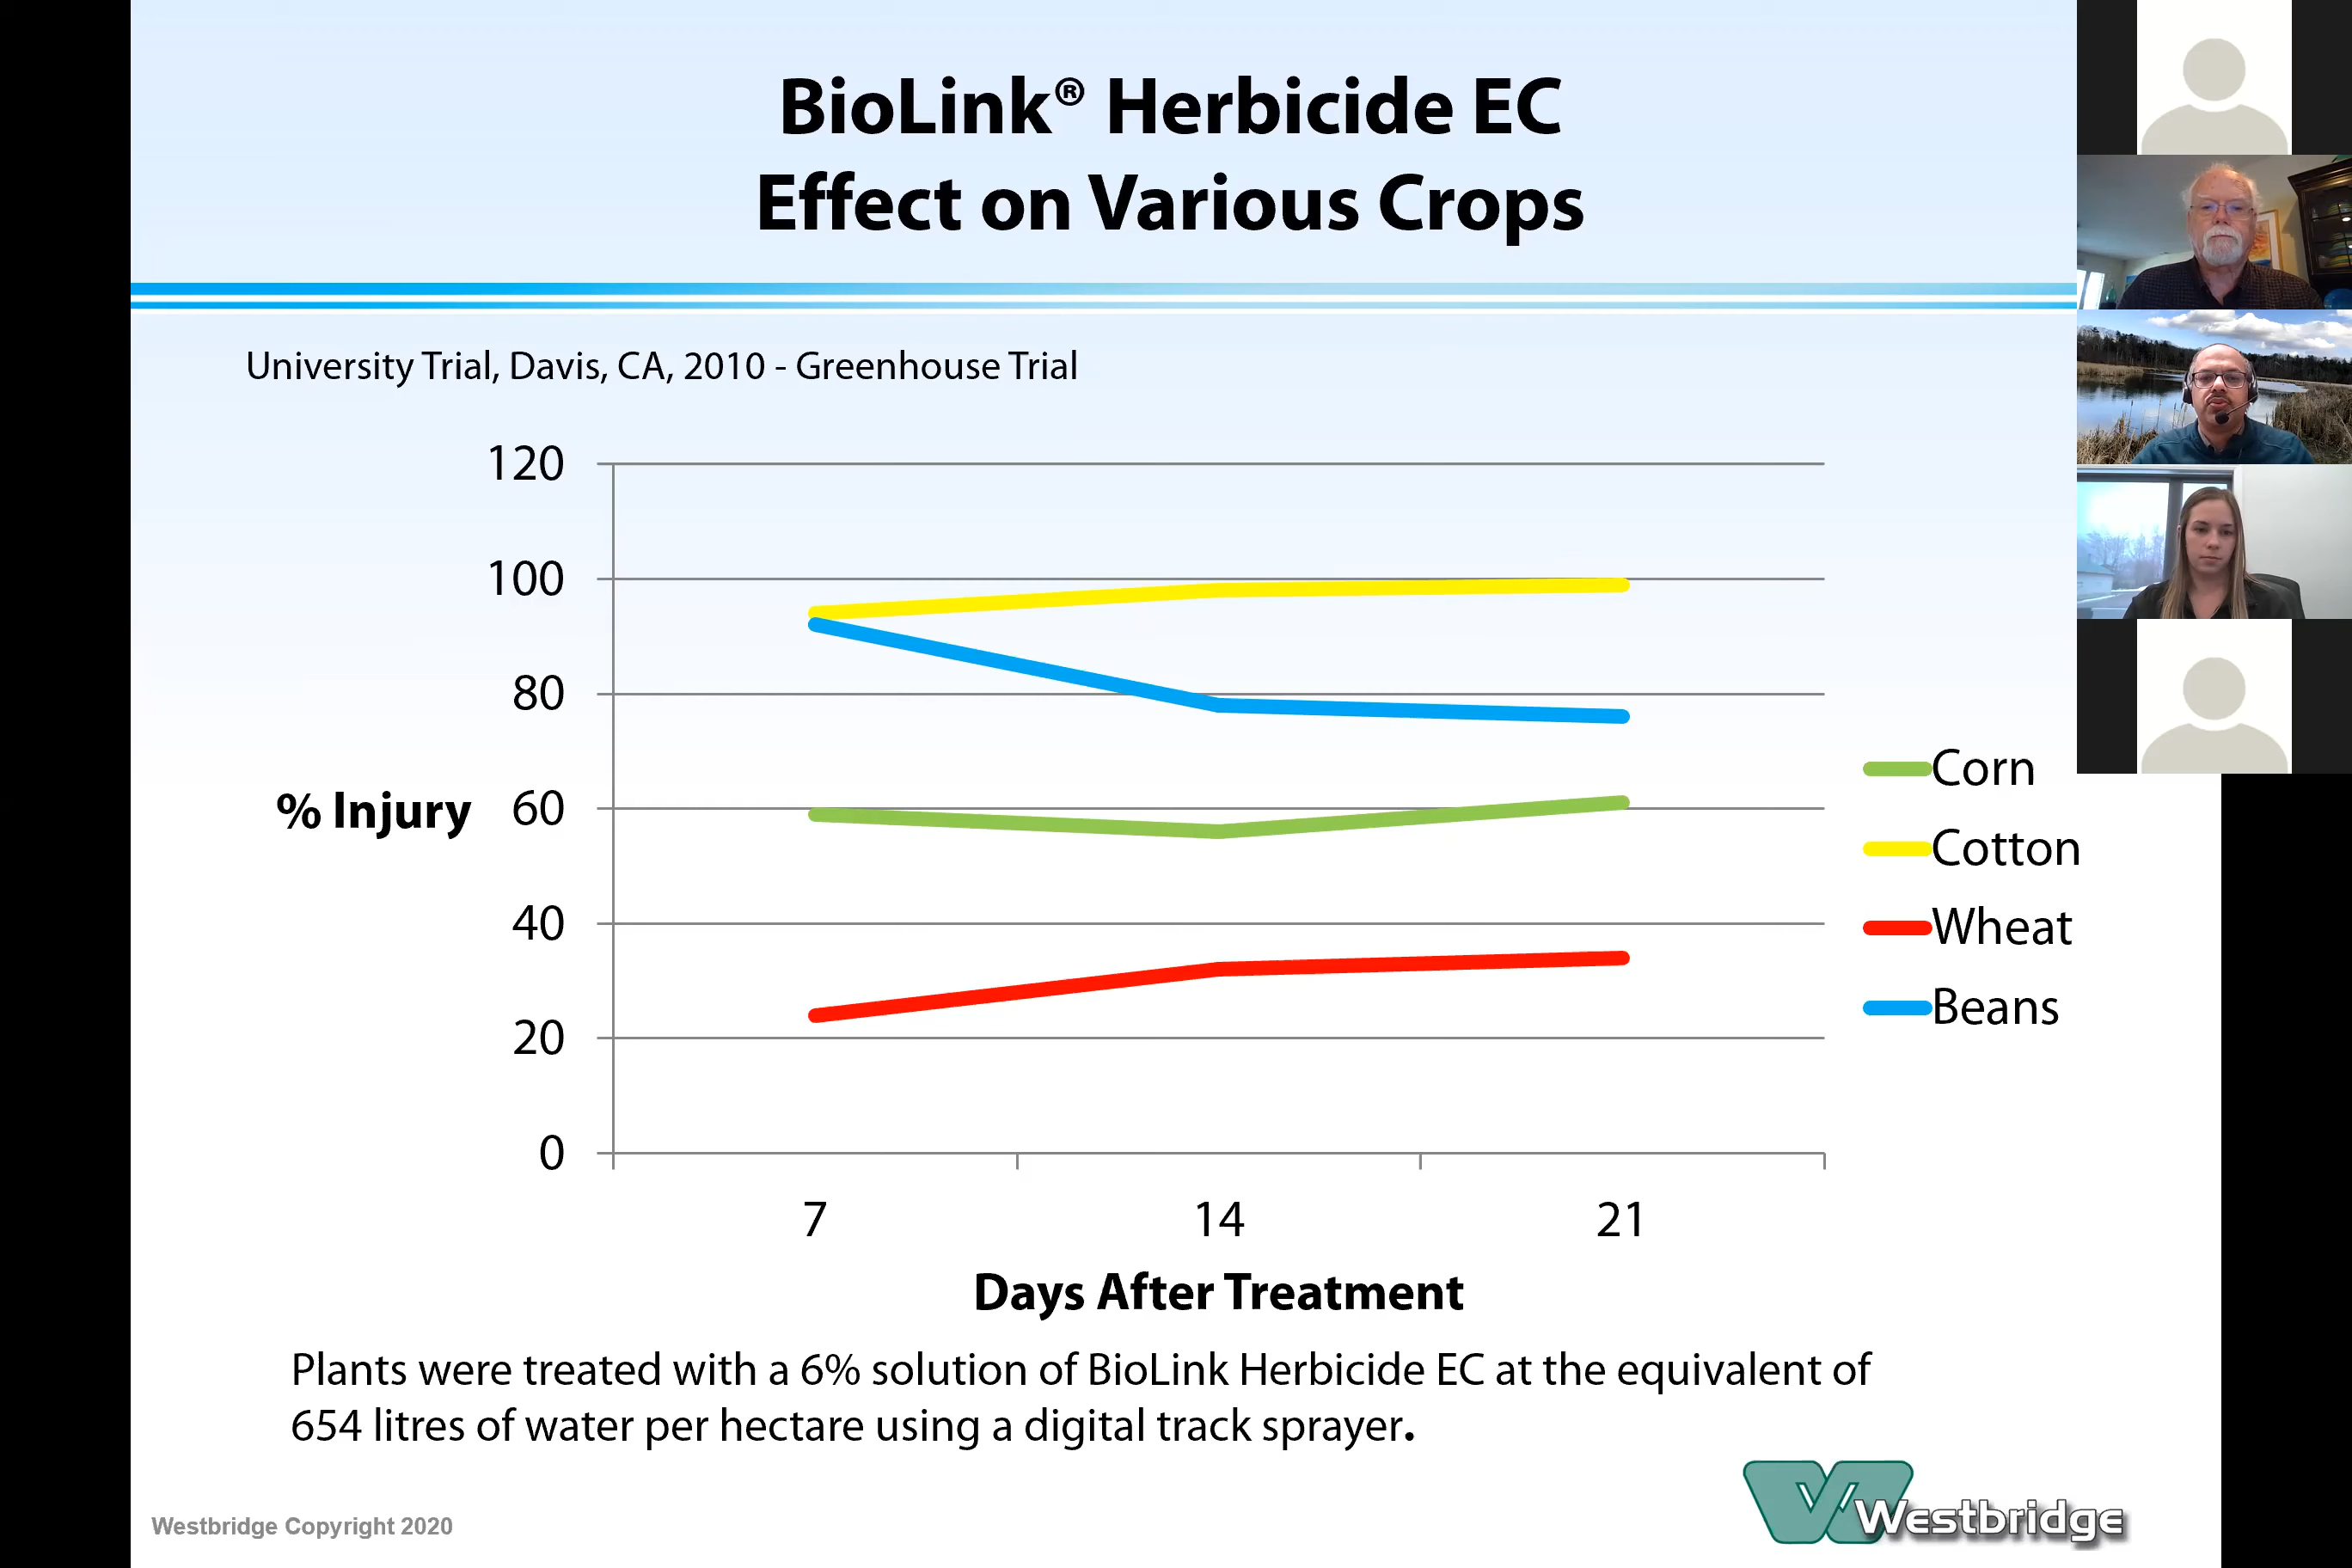 BioLink® Herbicide EC
Effect on Various Crops
University Trial, Davis, CA, 2010 - Greenhouse Trial
120
100
80
% Injury 60
40
20
0
7 14 21
Days After Treatment
Corn
Cotton
Wheat
Beans
Plants were treated with a 6% solution of BioLink Herbicide EC at the equivalent of
654 litres of water per hectare using a digital track sprayer.
Westbridge Copyright 2020
Westbridge